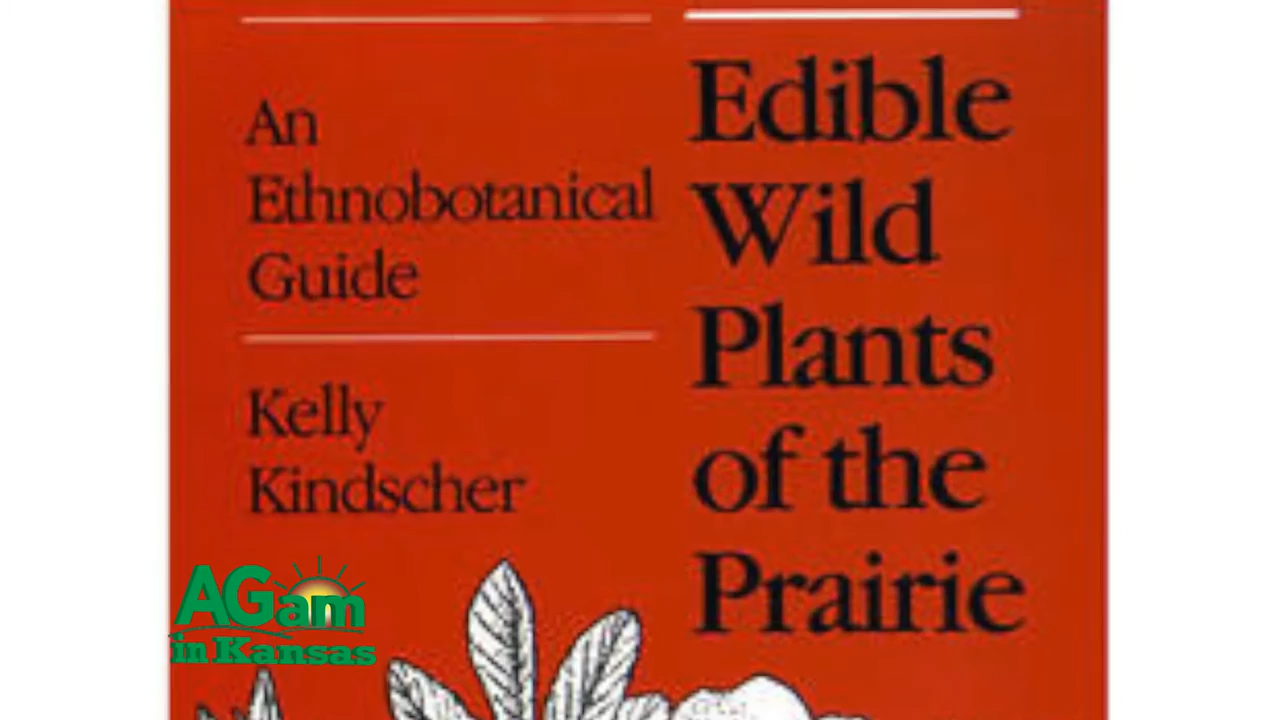 An
Ethnobotanical
Guide
Kelly
Kindscher
Edible
Wild
Plants
of the
Prairie
AGam
in Kansas